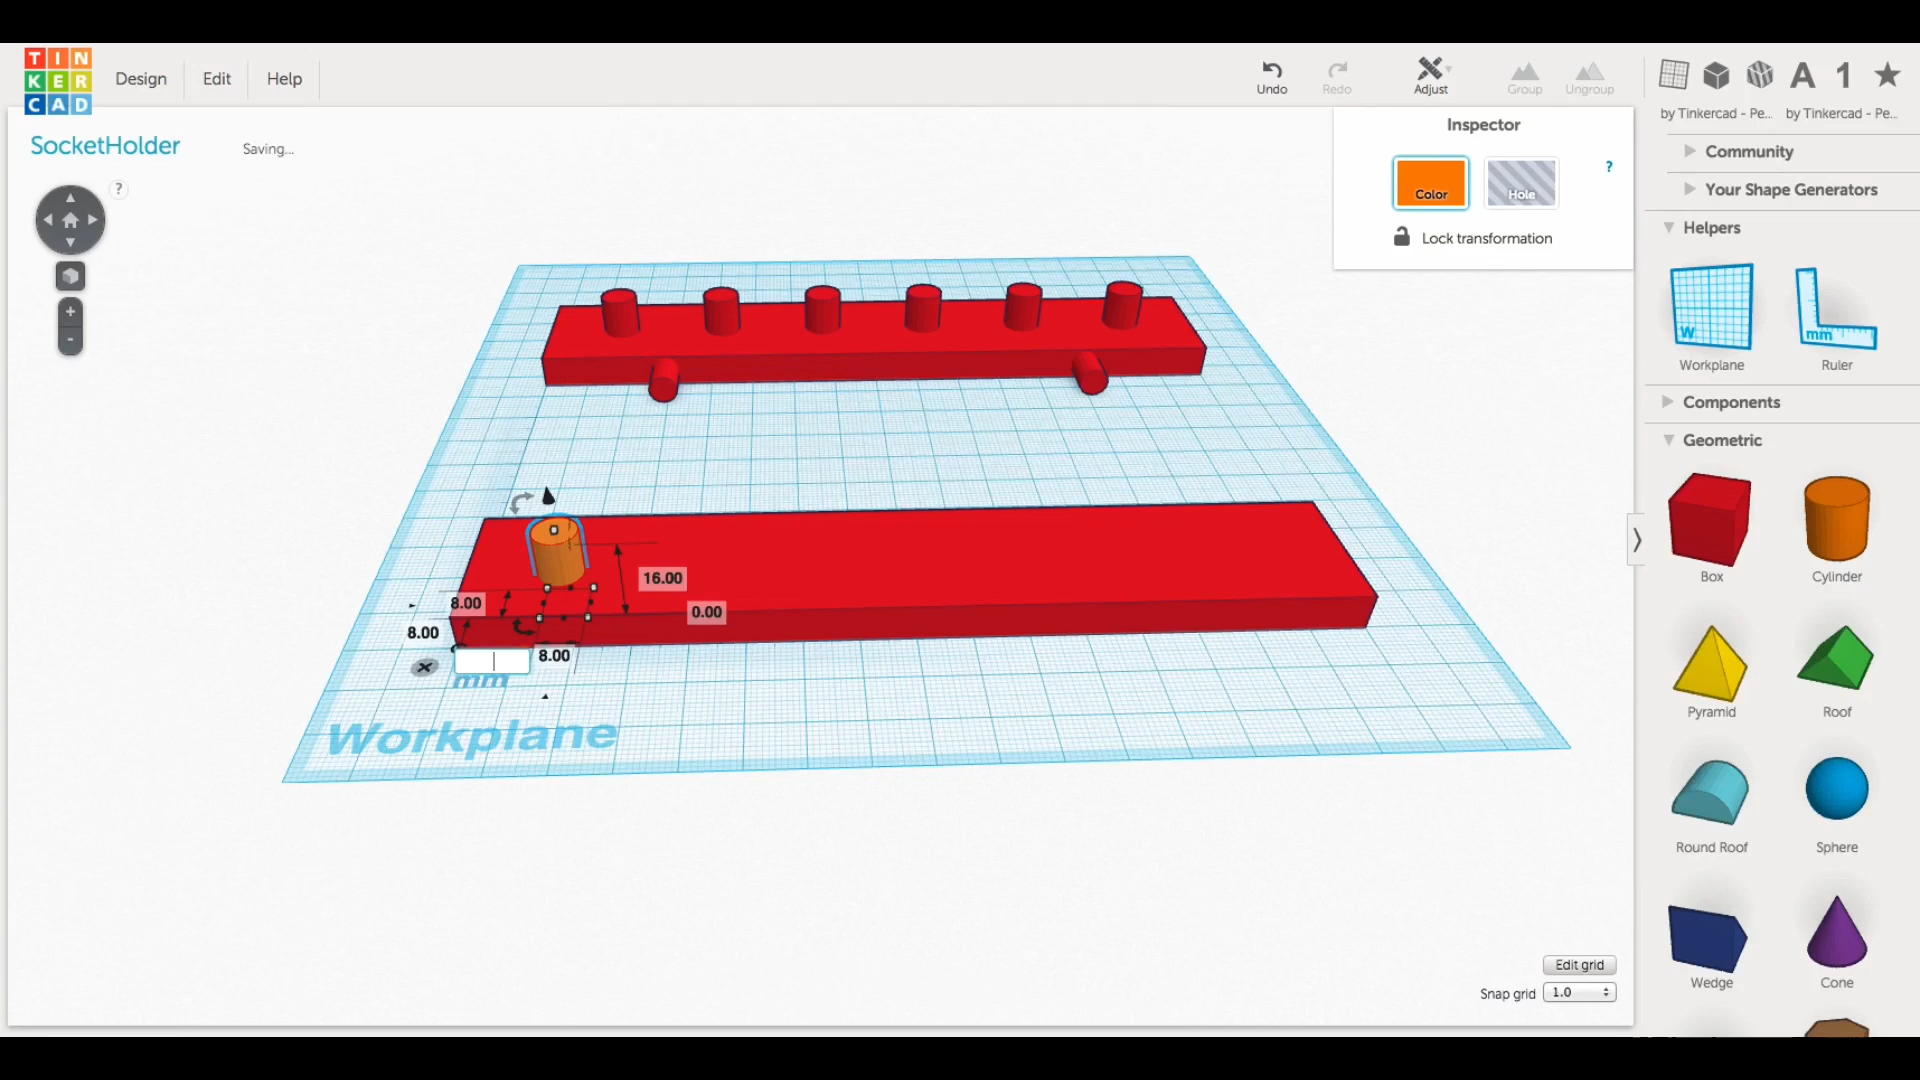 TIN
KER
CAD
Design
Edit
Help
Undo
Redo
Adjust
Group
Ungroup
A 1
by Tinkercad - Pe...
by Tinkercad - Pe...
SocketHolder
Saving...
?
Inspector
Color
Hole
?
Lock transformation
Community
Your Shape Generators
Helpers
W
mm
Workplane
Ruler
Components
Geometric
Box
Cylinder
Pyramid
Roof
Round Roof
Sphere
Wedge
Cone
16.00
8.00
0.00
8.00
8.00
mm
Workplane
Edit grid
Snap grid 1.0